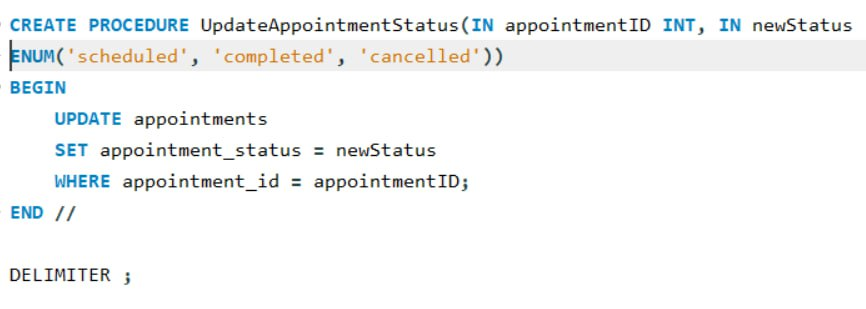 CREATE PROCEDURE UpdateAppointmentStatus(IN appointmentID INT, IN newStatus
ENUM('scheduled', 'completed', 'cancelled'))
BEGIN
    UPDATE appointments
    SET appointment_status = newStatus
    WHERE appointment_id = appointmentID;
END //

DELIMITER ;